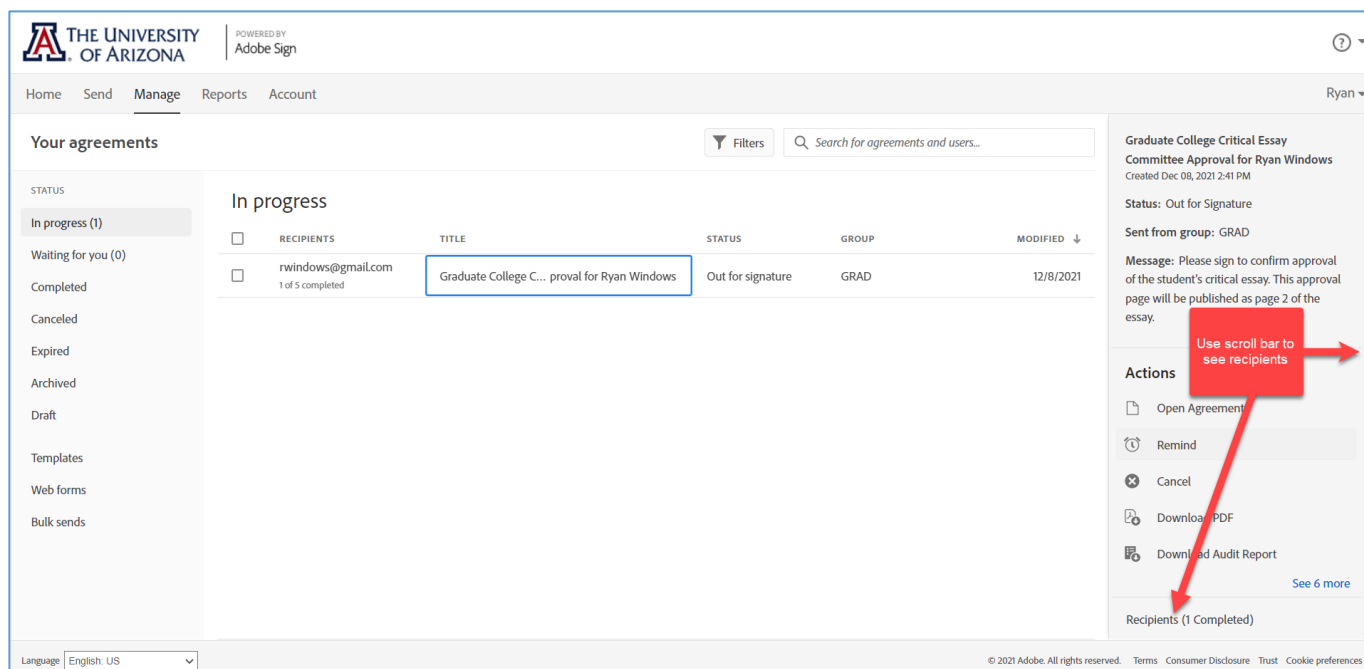 THE UNIVERSITY
OF ARIZONA
POWERED BY
Adobe Sign
Home Send Manage Reports Account
Ryan
Your agreements
Filters
Search for agreements and users...
STATUS
In progress (1)
Waiting for you (0)
Completed
Canceled
Expired
Archived
Draft
Templates
Web forms
Bulk sends
In progress
RECIPIENTS TITLE STATUS GROUP MODIFIED
rwindows@gmail.com Graduate College C... proval for Ryan Windows Out for signature GRAD 12/8/2021
1 of 5 completed
Graduate College Critical Essay
Committee Approval for Ryan Windows
Created Dec 08, 2021 2:41 PM
Status: Out for Signature
Sent from group: GRAD
Message: Please sign to confirm approval
of the student's critical essay. This approval
page will be published as page 2 of the
essay.
Use scroll bar to
see recipients
Actions
Open Agreement
Remind
Cancel
Download PDF
Download Audit Report
See 6 more
Recipients (1 Completed)
Language English: US
© 2021 Adobe. All rights reserved. Terms Consumer Disclosure Trust Cookie preferences